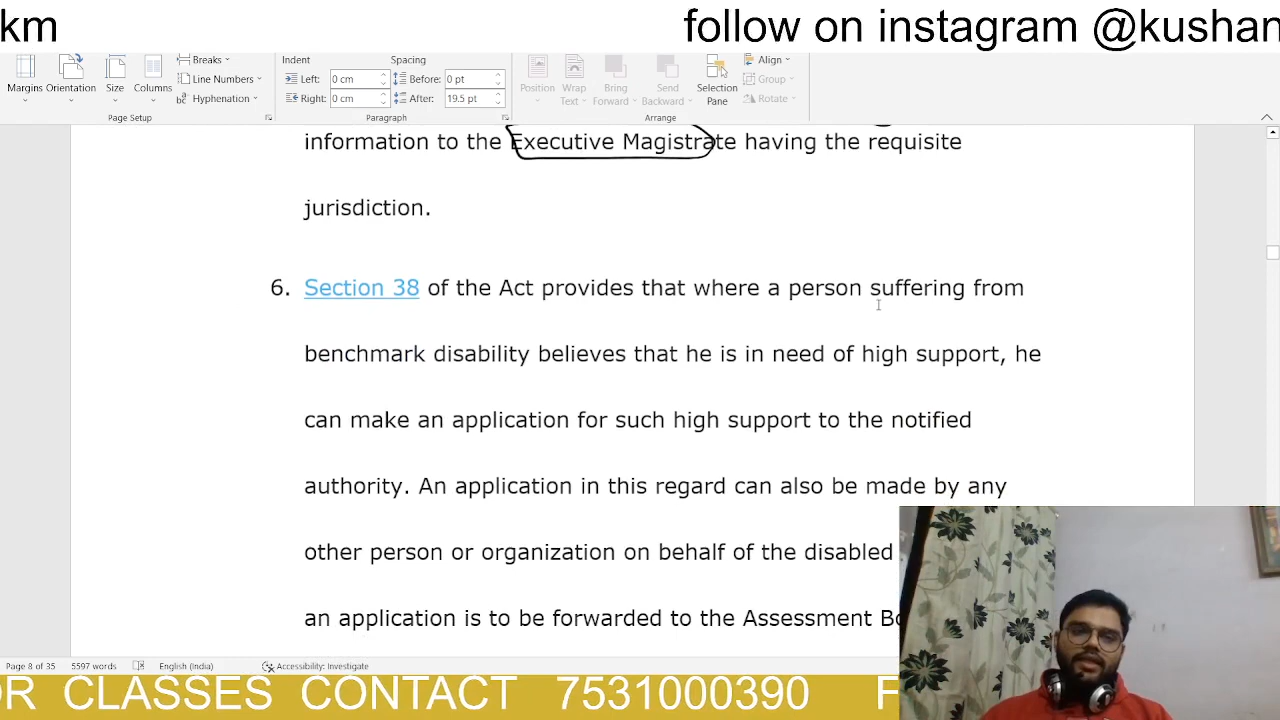 km
follow on instagram @kushan
Breaks
Indent
Spacing
Align
Line Numbers
Left:
0 cm
Before:
0 pt
Group
Margins
Orientation
Size
Columns
Hyphenation
Right:
0 cm
After:
19.5 pt
Position
Wrap
Text
Bring
Forward
Send
Backward
Selection
Pane
Rotate
Page Setup
Paragraph
Arrange
information to the Executive Magistrate having the requisite
jurisdiction.
6. Section 38 of the Act provides that where a person suffering from
benchmark disability believes that he is in need of high support, he
can make an application for such high support to the notified
authority. An application in this regard can also be made by any
other person or organization on behalf of the disabled
an application is to be forwarded to the Assessment Bo
Page 8 of 35
5597 words
English (India)
Accessibility: Investigate
OR CLASSES CONTACT 7531000390 F